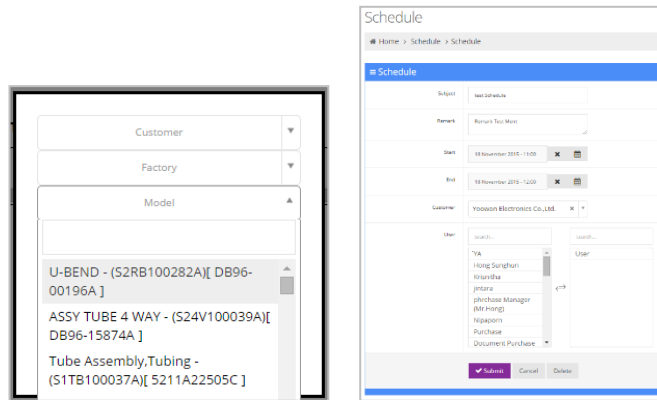 Customer
Factory
Model
U-BEND - (S2RB100282A)[ DB96-
00196A ]
ASSY TUBE 4 WAY - (S24V100039A)[
DB96-15874A ]
Tube Assembly,Tubing -
(S1TB100037A)[ 5211A22505C ]
Schedule
Home > Schedule > Schedule
Schedule
Subject
Test Schedule
Remark
Remark Test Mem
Start
18 November 2015 - 11:00
End
18 November 2015 - 12:00
Customer
Yoowon Electronics Co.,Ltd.
User
search...
search...
YA
Hong Sunghun
Krisnitha
jintara
phrchase Manager
(Mr.Hong)
Nipaporn
Purchase
Document Purchase
User
Submit
Cancel
Delete